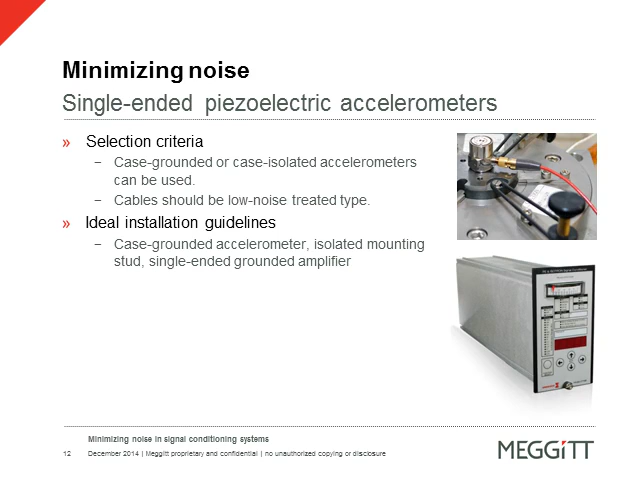 Minimizing noise
Single-ended piezoelectric accelerometers
» Selection criteria
– Case-grounded or case-isolated accelerometers
can be used.
– Cables should be low-noise treated type.
» Ideal installation guidelines
– Case-grounded accelerometer, isolated mounting
stud, single-ended grounded amplifier
Minimizing noise in signal conditioning systems
12 December 2014 | Meggitt proprietary and confidential | no unauthorized copying or disclosure
MEGGiTT